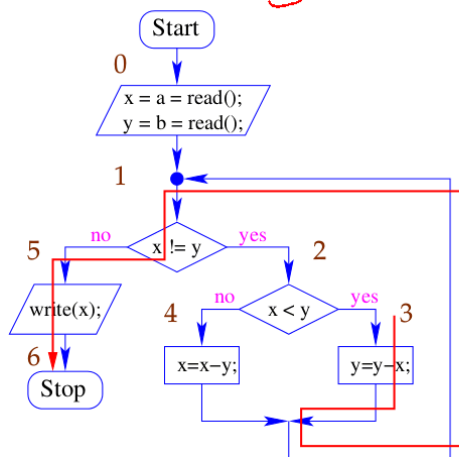 Start
0
x = a = read();
y = b = read();
1
no
x != y
yes
5
2
write(x);
no
x < y
yes
4
3
6
x=x−y;
y=y−x;
Stop